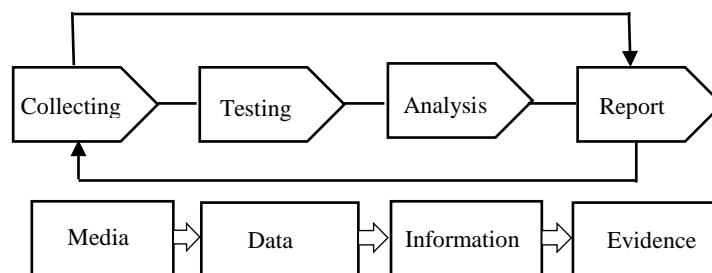 Collecting
Testing
Analysis
Report
Media
Data
Information
Evidence